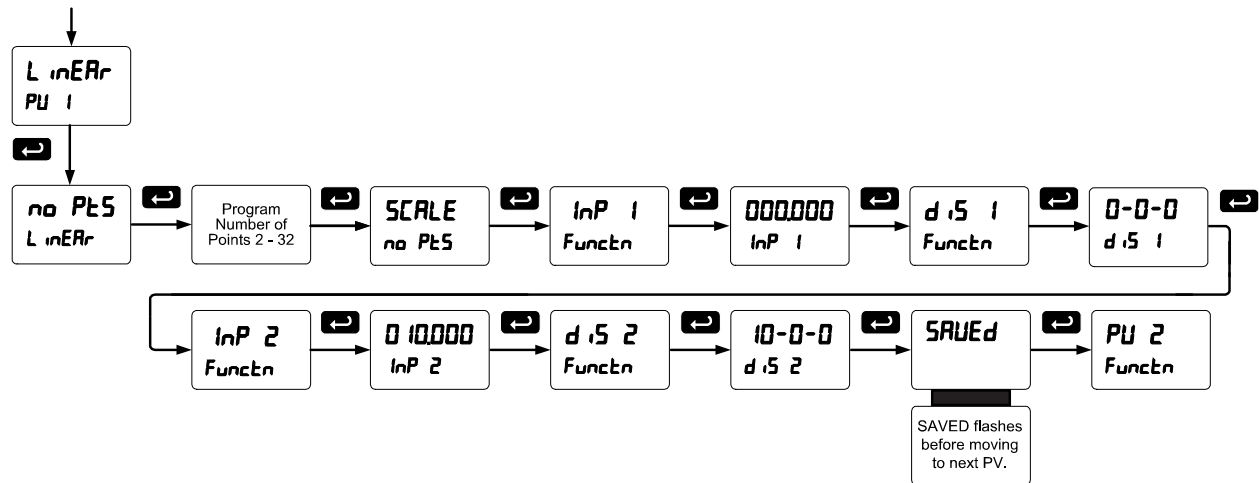 LinEAr
PU 1
no PtS
LinEAr
Program
Number of
Points 2 - 32
SCALE
no PtS
InP 1
Functn
000.000
InP 1
diS 1
Functn
0-0-0
diS 1
InP 2
Functn
010.000
InP 2
diS 2
Functn
10-0-0
diS 2
SAVEd
PU 2
Functn
SAVED flashes
before moving
to next PV.